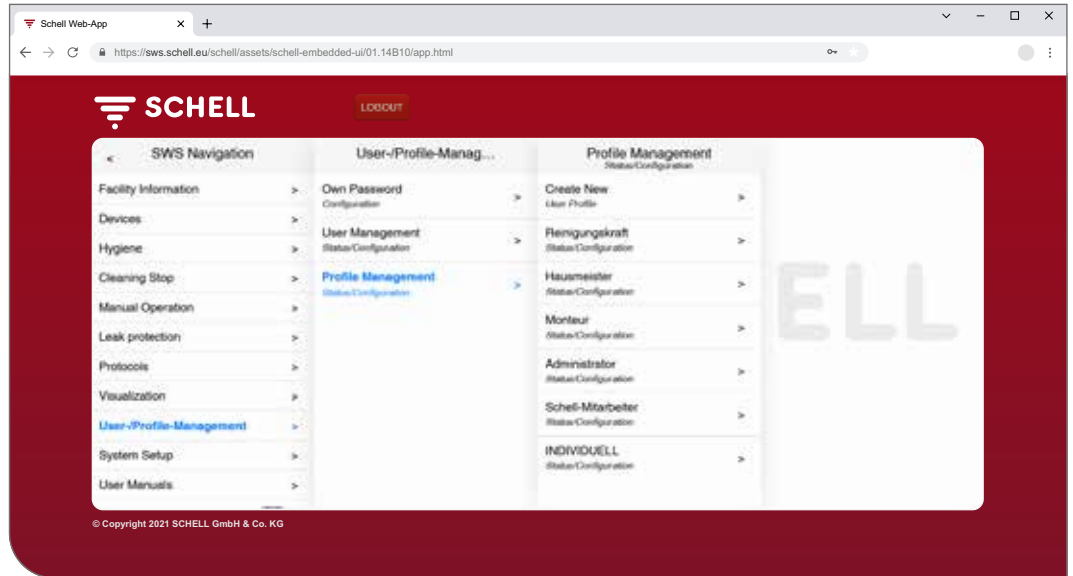 Schell Web-App
https://sws.schell.eu/schell/assets/schell-embedded-ui/01.14B10/app.html
SCHELL
LOGOUT
< SWS Navigation
Facility Information >
Devices >
Hygiene >
Cleaning Stop >
Manual Operation >
Leak protection >
Protocols >
Visualization >
User-/Profile-Management >
System Setup >
User Manuals >
User-/Profile-Manag...
Own Password >
Configuration
User Management >
Status/Configuration
Profile Management >
Status/Configuration
Profile Management
Status/Configuration
Create New >
User Profile
Reinigungskraft >
Status/Configuration
Hausmeister >
Status/Configuration
Monteur >
Status/Configuration
Administrator >
Status/Configuration
Schell-Mitarbeiter >
Status/Configuration
INDIVIDUELL >
Status/Configuration
ELL
© Copyright 2021 SCHELL GmbH & Co. KG